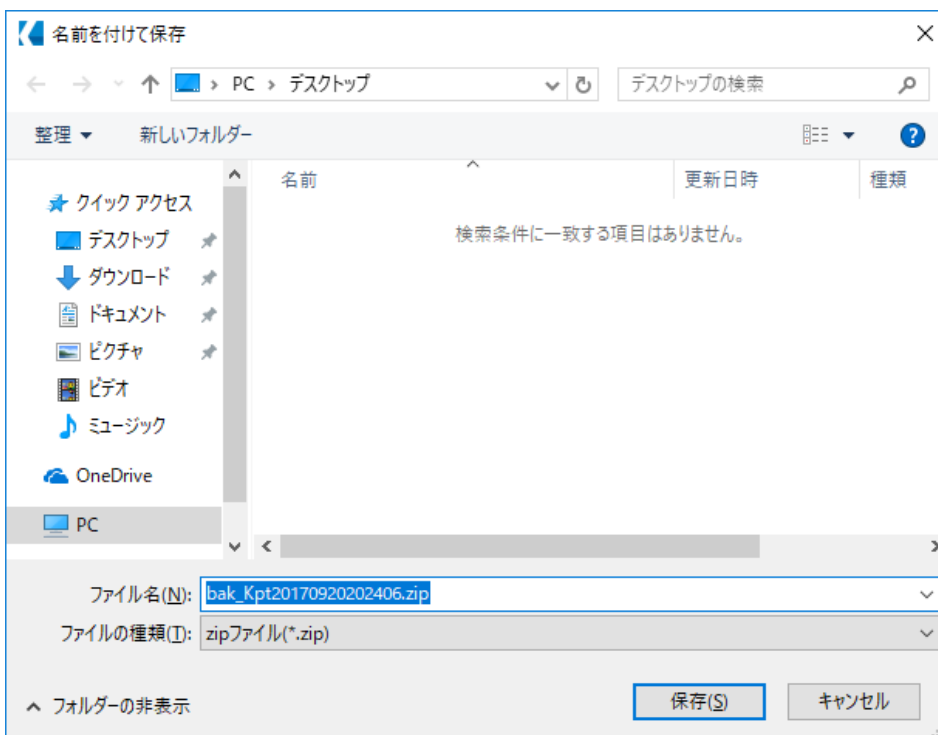 名前を付けて保存
PC › デスクトップ
デスクトップの検索
整理
新しいフォルダー
?
名前
更新日時
種類
検索条件に一致する項目はありません。
クイック アクセス
デスクトップ
ダウンロード
ドキュメント
ピクチャ
ビデオ
ミュージック
OneDrive
PC
ファイル名(N): bak_Kpt20170920202406.zip
ファイルの種類(T): zipファイル(*.zip)
フォルダーの非表示
保存(S)
キャンセル